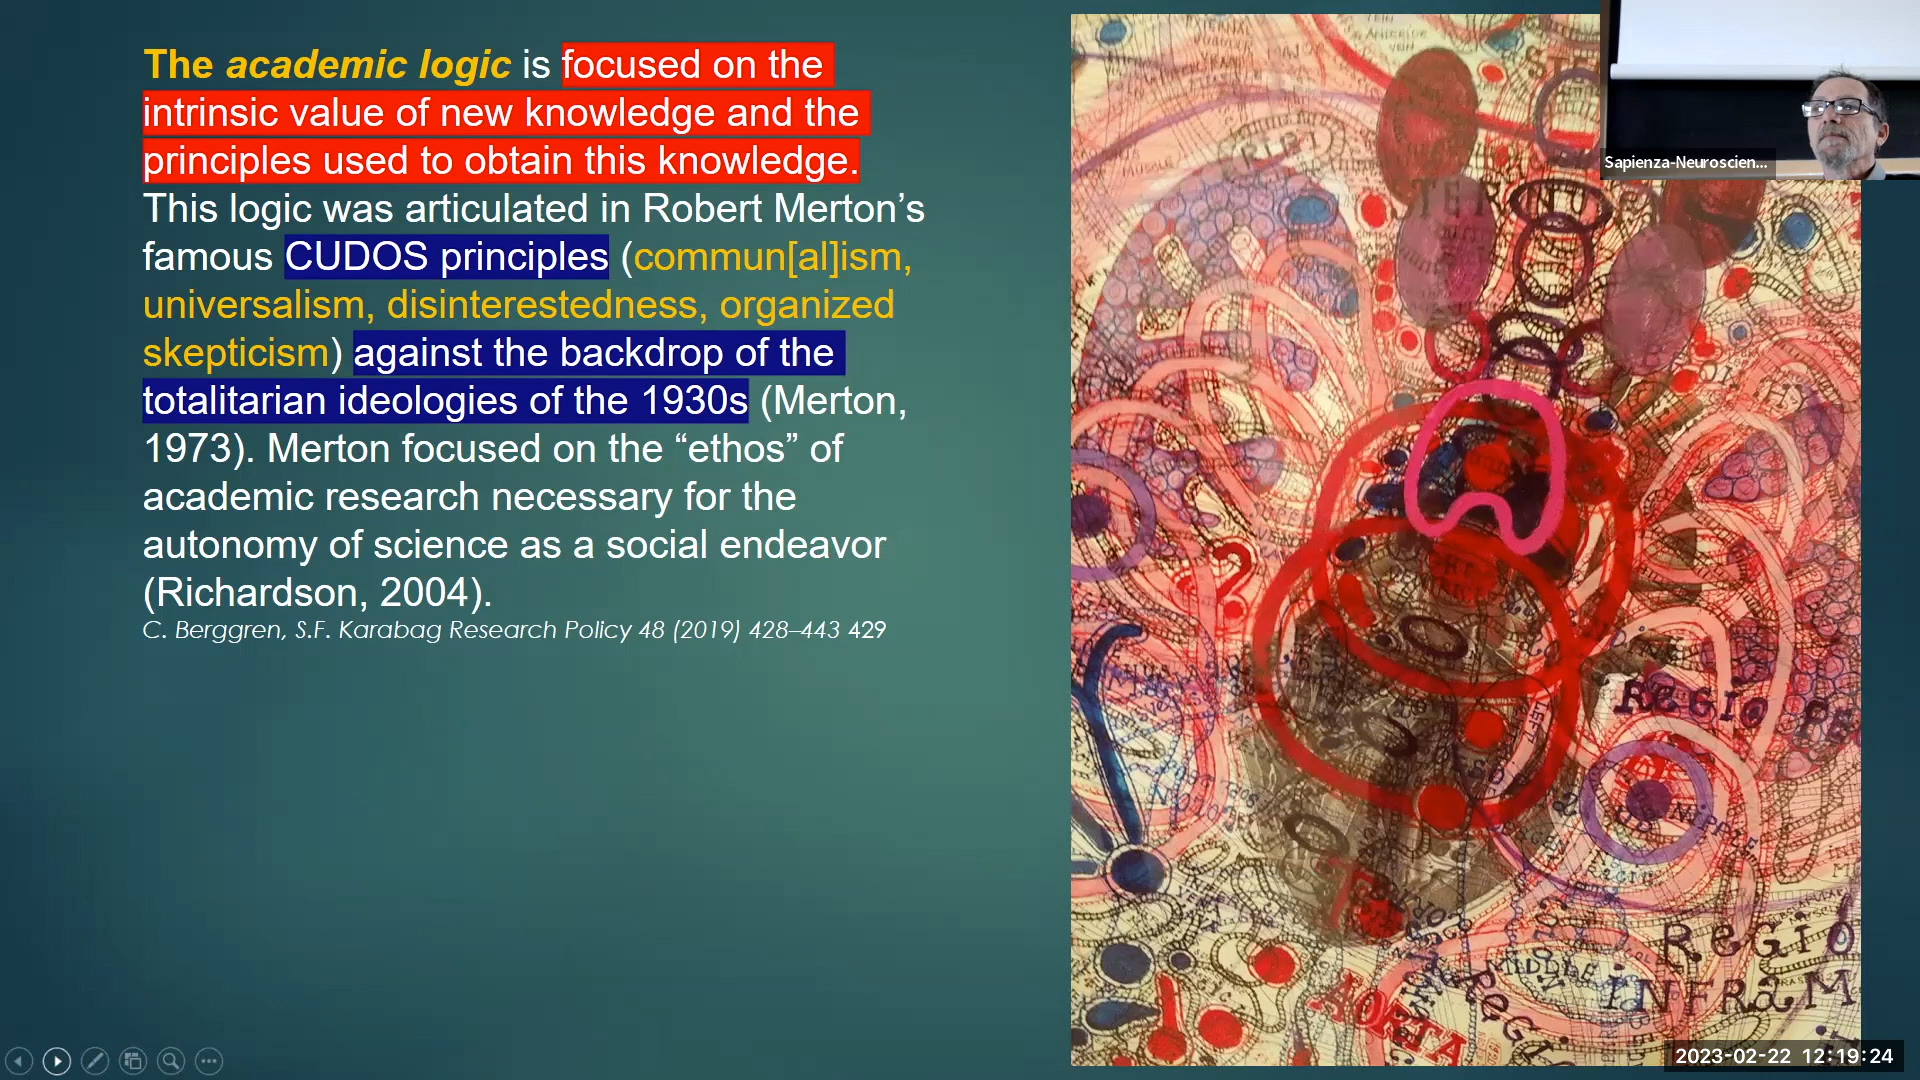 The academic logic is focused on the
intrinsic value of new knowledge and the
principles used to obtain this knowledge.
This logic was articulated in Robert Merton’s
famous CUDOS principles (commun[al]ism,
universalism, disinterestedness, organized
skepticism) against the backdrop of the
totalitarian ideologies of the 1930s (Merton,
1973). Merton focused on the “ethos” of
academic research necessary for the
autonomy of science as a social endeavor
(Richardson, 2004).
C. Berggren, S.F. Karabag Research Policy 48 (2019) 428–443 429
Sapienza-Neuroscien...
REGIO
NIPPLE
REGIO
MIDDLE
INFRAM
AORTA
2023-02-22 12:19:24